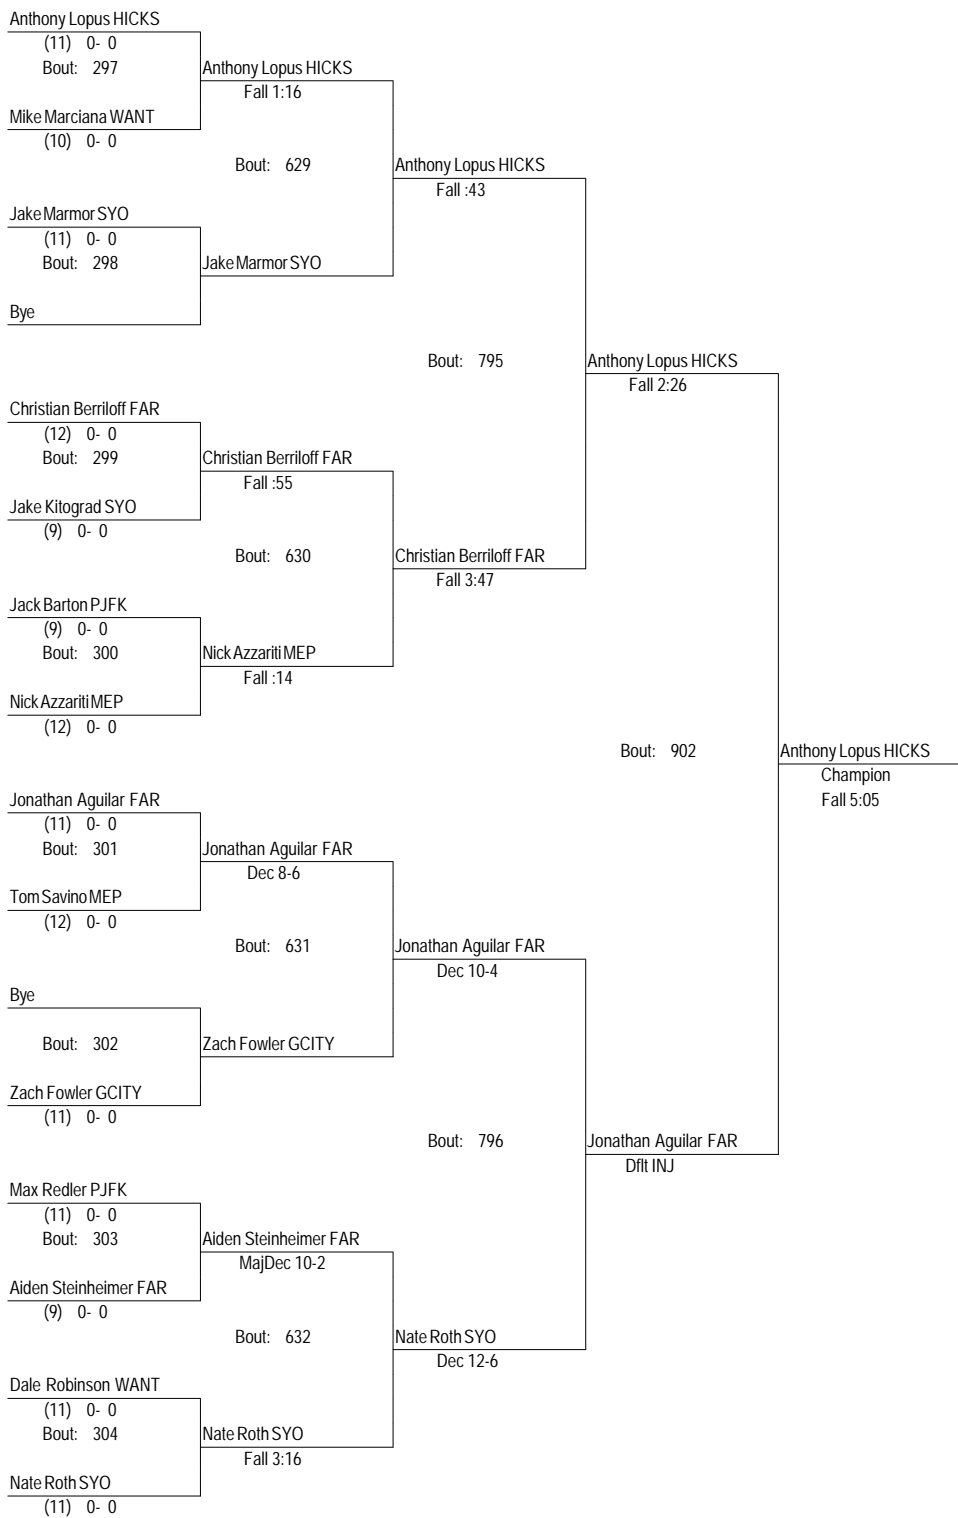 Anthony Lopus HICKS
(11) 0- 0
Bout: 297
Anthony Lopus HICKS
Fall 1:16
Mike Marciana WANT
(10) 0- 0
Bout: 629
Anthony Lopus HICKS
Fall :43
Jake Marmor SYO
(11) 0- 0
Bout: 298
Jake Marmor SYO
Bye
Bout: 795
Anthony Lopus HICKS
Fall 2:26
Christian Berriloff FAR
(12) 0- 0
Bout: 299
Christian Berriloff FAR
Fall :55
Jake Kitograd SYO
(9) 0- 0
Bout: 630
Christian Berriloff FAR
Fall 3:47
Jack Barton PJFK
(9) 0- 0
Bout: 300
Nick Azzariti MEP
Fall :14
Nick Azzariti MEP
(12) 0- 0
Bout: 902
Anthony Lopus HICKS
Champion
Fall 5:05
Jonathan Aguilar FAR
(11) 0- 0
Bout: 301
Jonathan Aguilar FAR
Dec 8-6
Tom Savino MEP
(12) 0- 0
Bout: 631
Jonathan Aguilar FAR
Dec 10-4
Bye
Bout: 302
Zach Fowler GCITY
Zach Fowler GCITY
(11) 0- 0
Bout: 796
Jonathan Aguilar FAR
Dflt INJ
Max Redler PJFK
(11) 0- 0
Bout: 303
Aiden Steinheimer FAR
MajDec 10-2
Aiden Steinheimer FAR
(9) 0- 0
Bout: 632
Nate Roth SYO
Dec 12-6
Dale Robinson WANT
(11) 0- 0
Bout: 304
Nate Roth SYO
Fall 3:16
Nate Roth SYO
(11) 0- 0